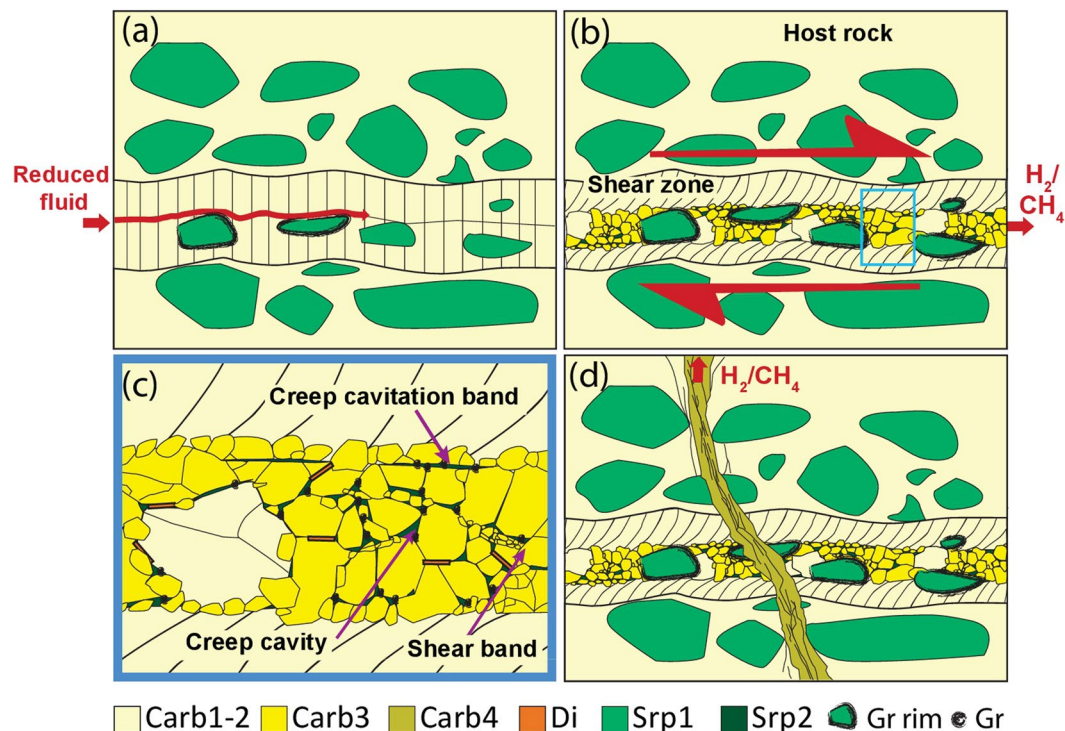 (a)
Reduced
fluid
(b)
Host rock
Shear zone
H₂/
CH₄
(c)
Creep cavitation band
Creep cavity
Shear band
(d)
H₂/CH₄
Carb1-2 Carb3 Carb4 Di Srp1 Srp2 Gr rim Gr